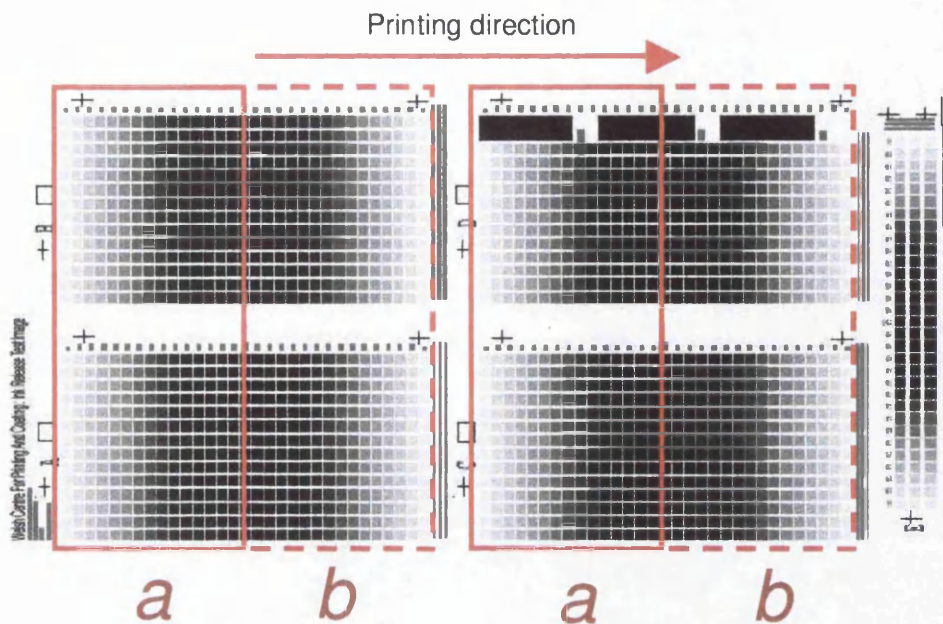 Printing direction
B
D
A
C
E
Welsh Centre For Printing And Coating: Ink Release Test Image
a b a b